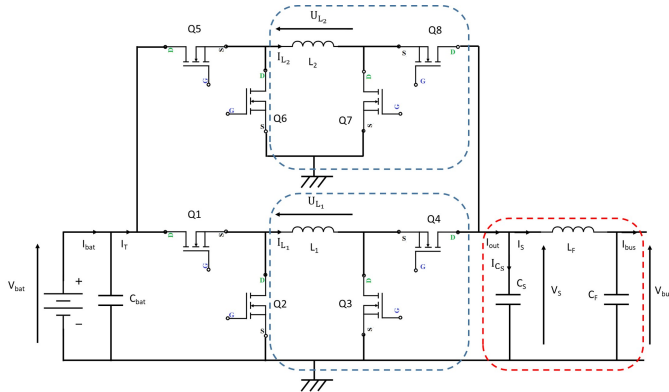 U_L2
Q5
Q8
S
D
D
S
G
I_L2
L2
S
D
G
D
D
G
Q6
Q7
G
S
S
U_L1
Q1
Q4
I_bat
I_T
D
S
G
I_L1
L1
S
D
G
I_out
I_S
L_F
I_bus
D
D
I_CS
V_bat
+
−
C_bat
G
Q2
Q3
G
C_S
V_S
C_F
V_bu
S
S